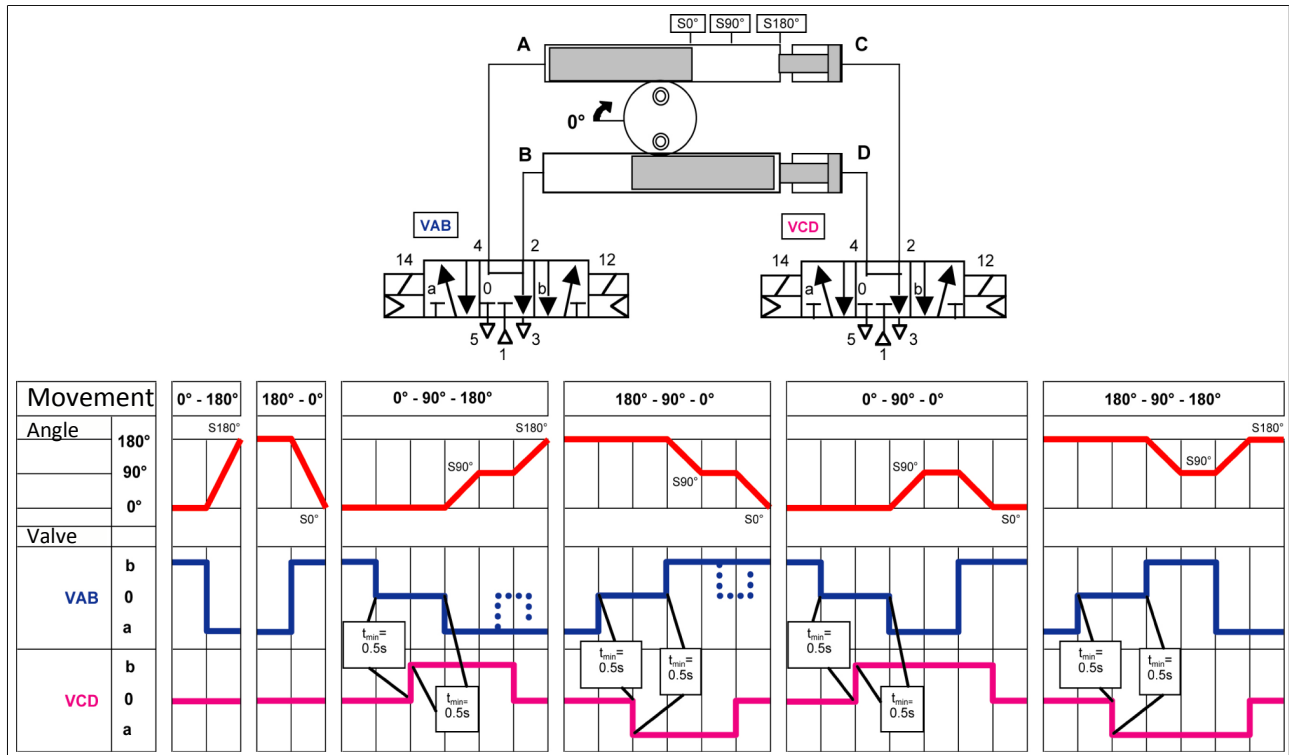 S0° S90° S180°
A C
0°
B D
VAB VCD
4 2 4 2
14 12 14 12
a 0 b a 0 b
5 3 5 3
1 1
Movement 0° - 180° 180° - 0° 0° - 90° - 180° 180° - 90° - 0° 0° - 90° - 0° 180° - 90° - 180°
Angle S180° S180° S180°
180°
90° S90° S90° S90° S90°
0°
S0° S0° S0°
Valve
b
VAB 0
a
tmin= 0.5s
tmin= 0.5s
tmin= 0.5s
tmin= 0.5s
tmin= 0.5s
tmin= 0.5s
tmin= 0.5s
tmin= 0.5s
b
VCD 0
a